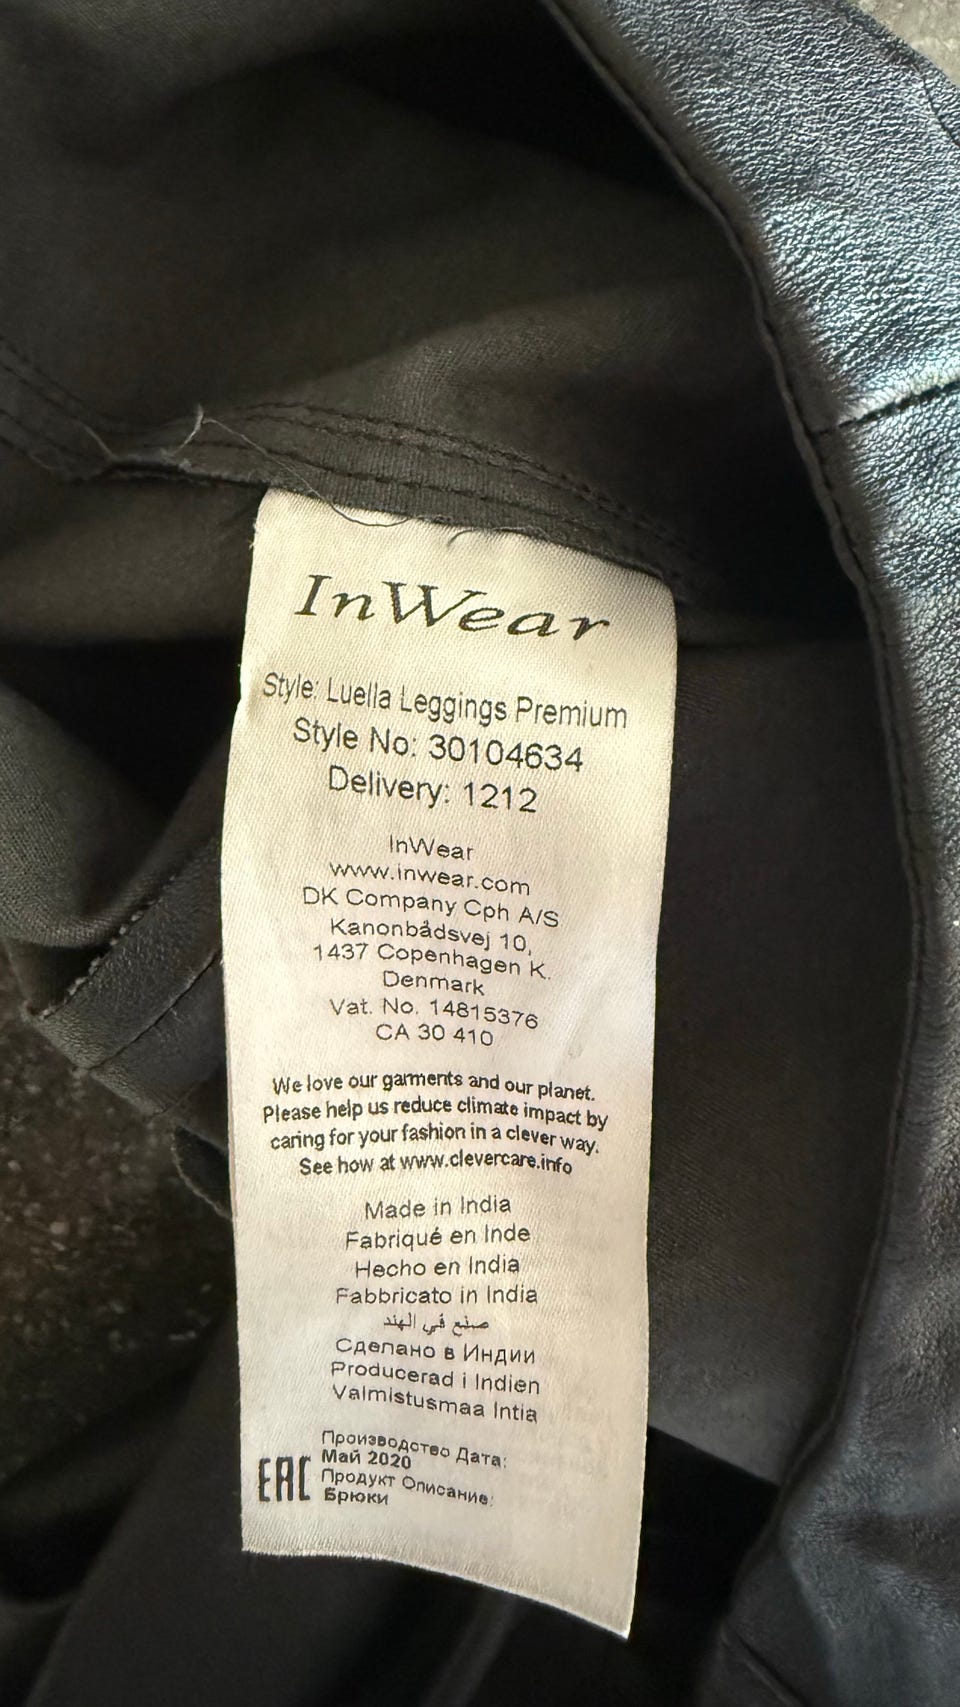 InWear
Style: Luella Leggings Premium
Style No: 30104634
Delivery: 1212
InWear
www.inwear.com
DK Company Cph A/S
Kanonbådsvej 10,
1437 Copenhagen K.
Denmark
Vat. No. 14815376
CA 30 410
We love our garments and our planet.
Please help us reduce climate impact by
caring for your fashion in a clever way.
See how at www.clevercare.info
Made in India
Fabriqué en Inde
Hecho en India
Fabbricato in India
صنع في الهند
Сделано в Индии
Producerad i Indien
Valmistusmaa Intia
Производство Дата:
Май 2020
Продукт Описание:
Брюки
EAC